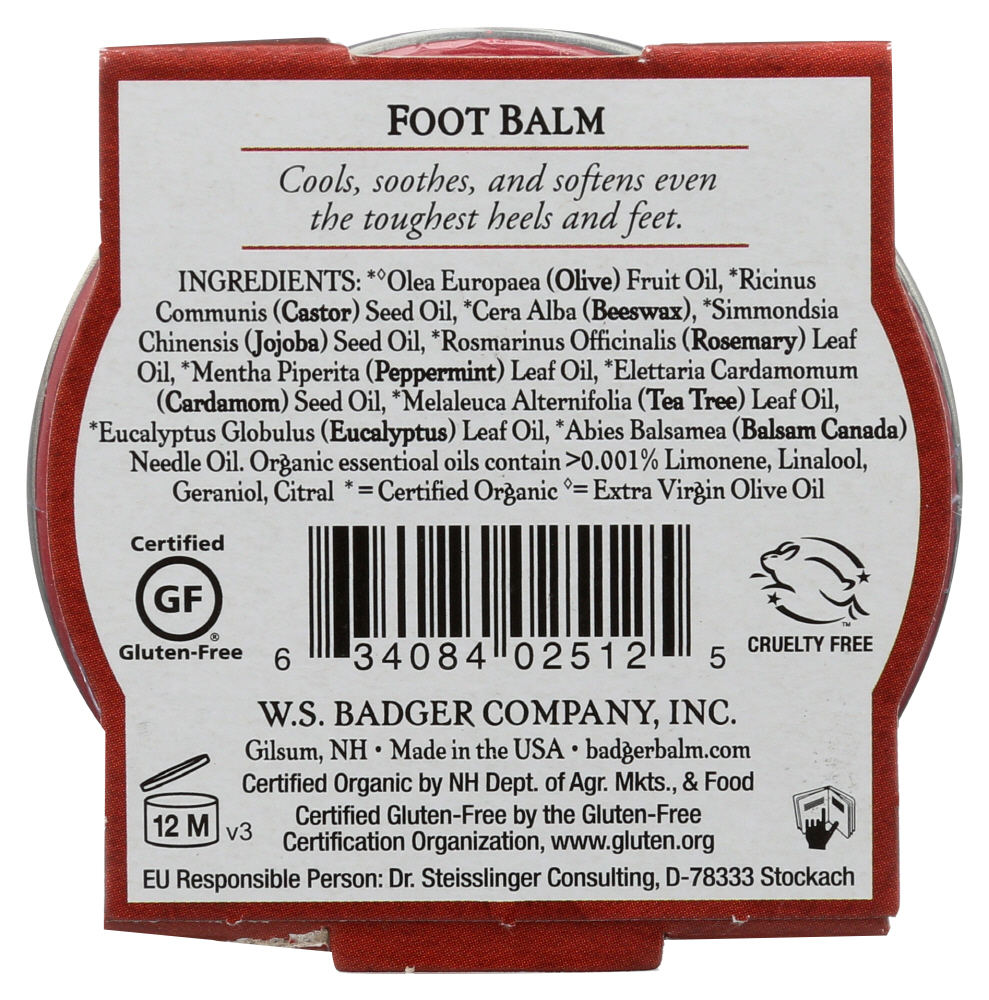 FOOT BALM
Cools, soothes, and softens even
the toughest heels and feet.
INGREDIENTS: *◊Olea Europaea (Olive) Fruit Oil, *Ricinus
Communis (Castor) Seed Oil, *Cera Alba (Beeswax), *Simmondsia
Chinensis (Jojoba) Seed Oil, *Rosmarinus Officinalis (Rosemary) Leaf
Oil, *Mentha Piperita (Peppermint) Leaf Oil, *Elettaria Cardamomum
(Cardamom) Seed Oil, *Melaleuca Alternifolia (Tea Tree) Leaf Oil,
*Eucalyptus Globulus (Eucalyptus) Leaf Oil, *Abies Balsamea (Balsam Canada)
Needle Oil. Organic essentioal oils contain >0.001% Limonene, Linalool,
Geraniol, Citral * = Certified Organic ◊= Extra Virgin Olive Oil
Certified
GF
®
Gluten-Free
6 34084 02512 5
TM
CRUELTY FREE
W.S. BADGER COMPANY, INC.
Gilsum, NH • Made in the USA • badgerbalm.com
Certified Organic by NH Dept. of Agr. Mkts., & Food
12 M v3
Certified Gluten-Free by the Gluten-Free
Certification Organization, www.gluten.org
EU Responsible Person: Dr. Steisslinger Consulting, D-78333 Stockach